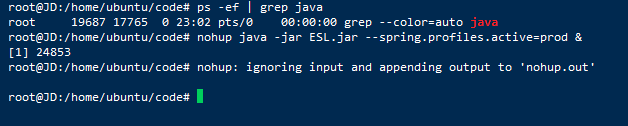 root@JD:/home/ubuntu/code# ps -ef | grep java
root     19687 17765  0 23:02 pts/0    00:00:00 grep --color=auto java
root@JD:/home/ubuntu/code# nohup java -jar ESL.jar --spring.profiles.active=prod &
[1] 24853
root@JD:/home/ubuntu/code# nohup: ignoring input and appending output to 'nohup.out'
root@JD:/home/ubuntu/code#